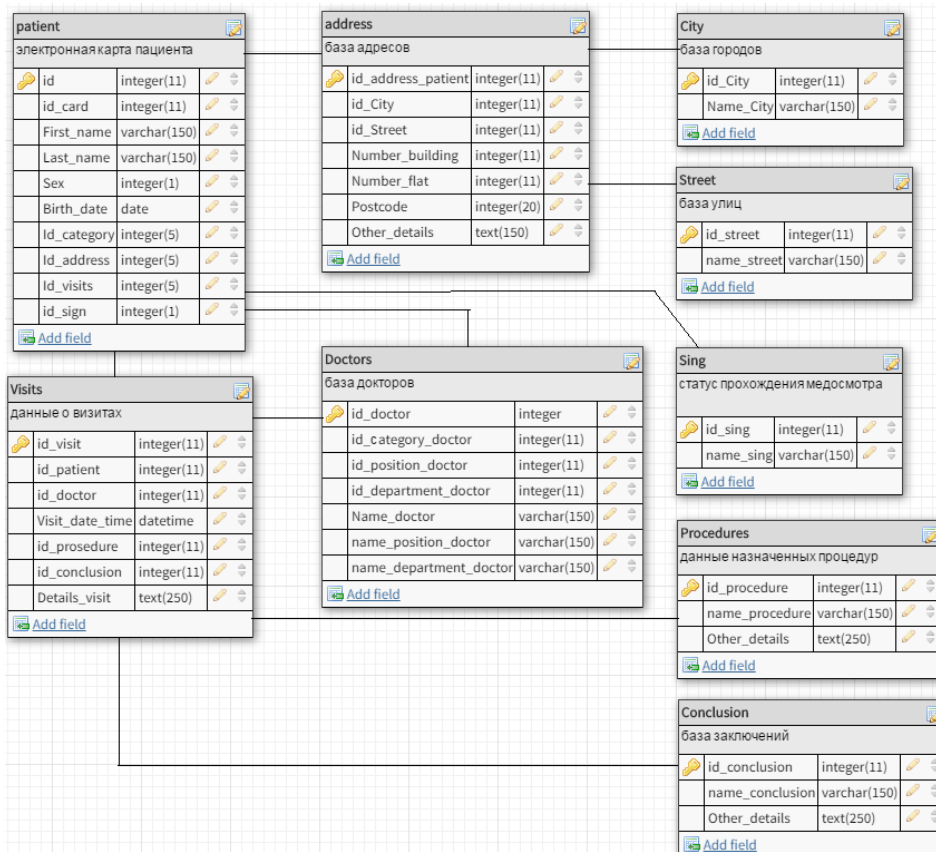 patient
электронная карта пациента
id integer(11)
id_card integer(11)
First_name varchar(150)
Last_name varchar(150)
Sex integer(1)
Birth_date date
Id_category integer(5)
Id_address integer(5)
Id_visits integer(5)
id_sign integer(1)
Add field
address
база адресов
id_address_patient integer(11)
id_City integer(11)
id_Street integer(11)
Number_building integer(11)
Number_flat integer(11)
Postcode integer(20)
Other_details text(150)
Add field
City
база городов
id_City integer(11)
Name_City varchar(150)
Add field
Street
база улиц
id_street integer(11)
name_street varchar(150)
Add field
Visits
данные о визитах
id_visit integer(11)
id_patient integer(11)
id_doctor integer(11)
Visit_date_time datetime
id_prosedure integer(11)
id_conclusion integer(11)
Details_visit text(250)
Add field
Doctors
база докторов
id_doctor integer
id_category_doctor integer(11)
id_position_doctor integer(11)
id_department_doctor integer(11)
Name_doctor varchar(150)
name_position_doctor varchar(150)
name_department_doctor varchar(150)
Add field
Sing
статус прохождения медосмотра
id_sing integer(11)
name_sing varchar(150)
Add field
Procedures
данные назначенных процедур
id_procedure integer(11)
name_procedure varchar(150)
Other_details text(250)
Add field
Conclusion
база заключений
id_conclusion integer(11)
name_conclusion varchar(150)
Other_details text(250)
Add field